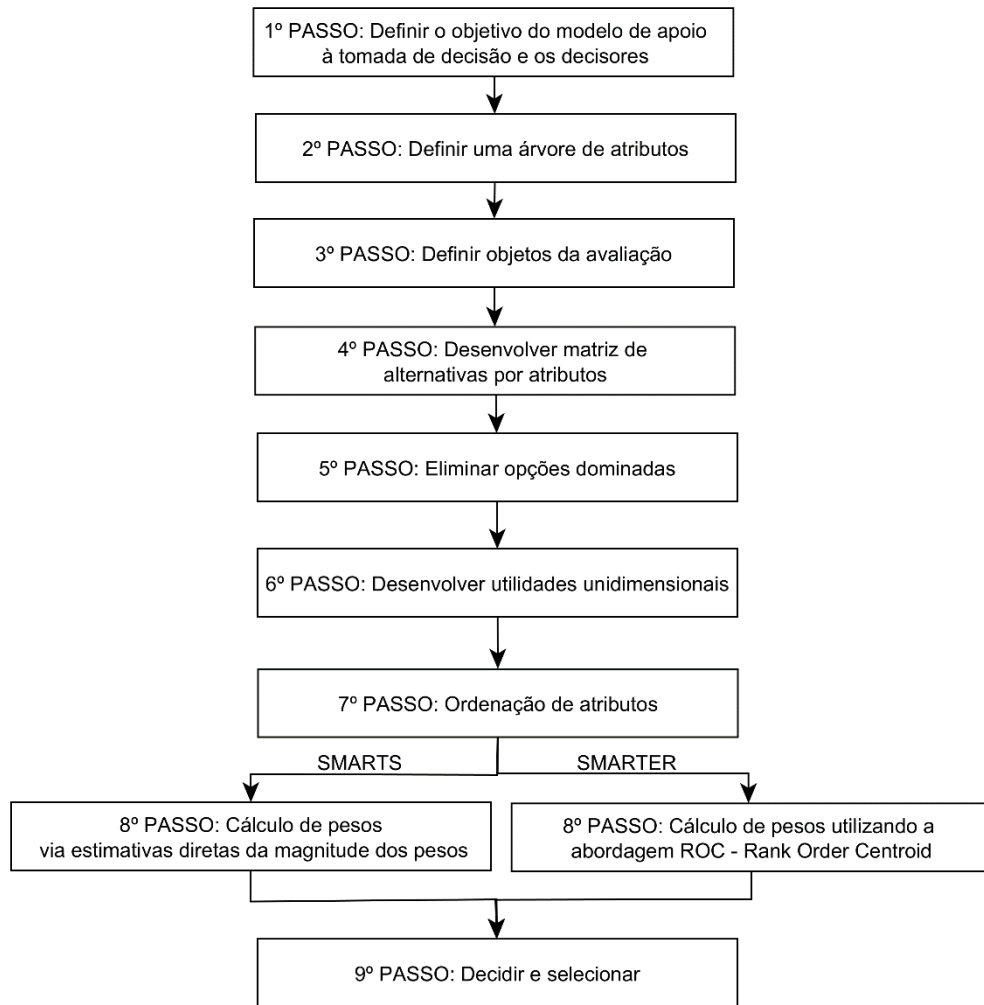 1º PASSO: Definir o objetivo do modelo de apoio
à tomada de decisão e os decisores
2º PASSO: Definir uma árvore de atributos
3º PASSO: Definir objetos da avaliação
4º PASSO: Desenvolver matriz de
alternativas por atributos
5º PASSO: Eliminar opções dominadas
6º PASSO: Desenvolver utilidades unidimensionais
7º PASSO: Ordenação de atributos
SMARTS
SMARTER
8º PASSO: Cálculo de pesos
via estimativas diretas da magnitude dos pesos
8º PASSO: Cálculo de pesos utilizando a
abordagem ROC - Rank Order Centroid
9º PASSO: Decidir e selecionar